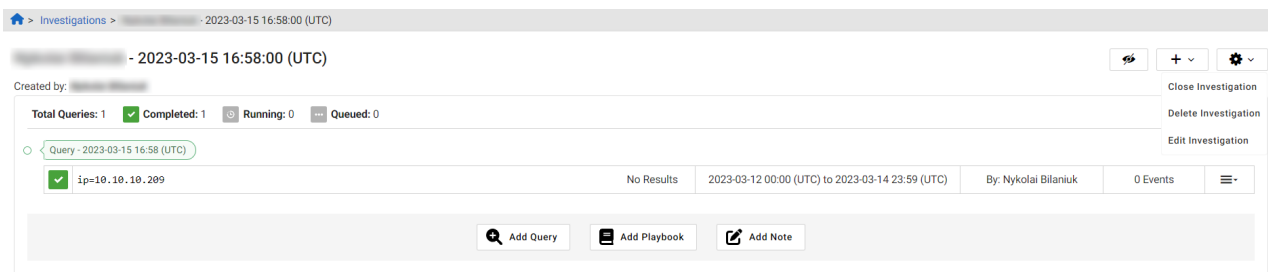 > Investigations > - 2023-03-15 16:58:00 (UTC)
- 2023-03-15 16:58:00 (UTC)
Created by:
Close Investigation
Delete Investigation
Edit Investigation
Total Queries: 1 Completed: 1 Running: 0 Queued: 0
Query - 2023-03-15 16:58 (UTC)
ip=10.10.10.209 No Results 2023-03-12 00:00 (UTC) to 2023-03-14 23:59 (UTC) By: Nykolai Bilaniuk 0 Events
Add Query Add Playbook Add Note